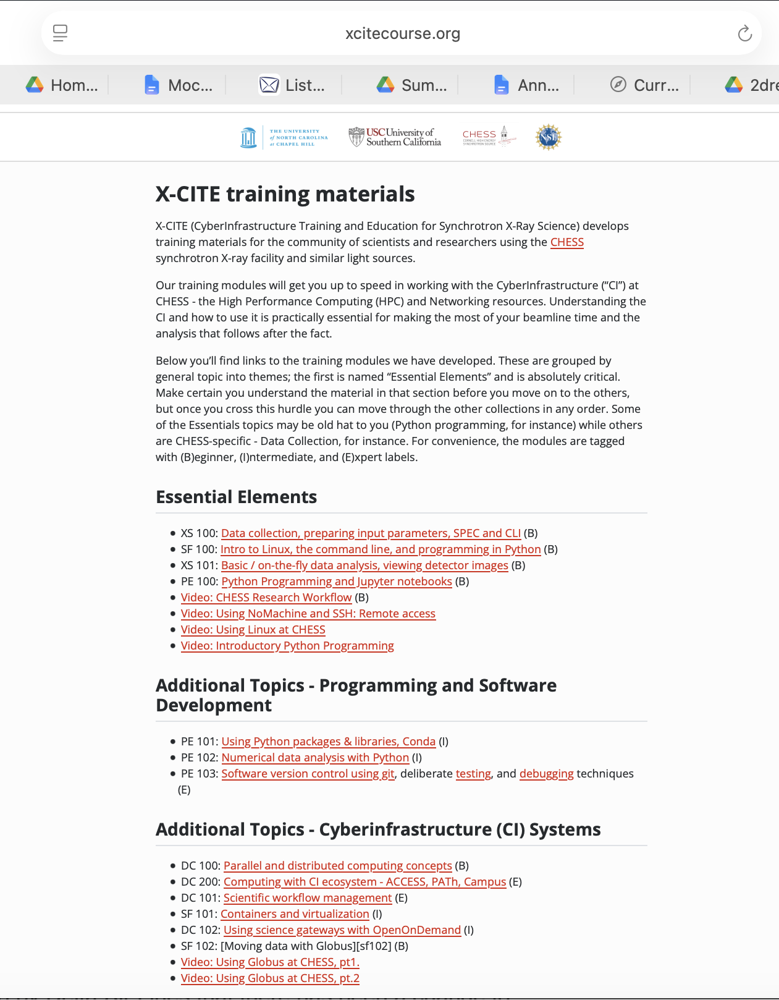 xcitecourse.org
Hom...
Moc...
List...
Sum...
Ann...
Curr...
2dre
THE UNIVERSITY
of NORTH CAROLINA
at CHAPEL HILL
USC University of
Southern California
CHESS
CORNELL HIGH ENERGY
SYNCHROTRON SOURCE
NSF
X-CITE training materials
X-CITE (CyberInfrastructure Training and Education for Synchrotron X-Ray Science) develops
training materials for the community of scientists and researchers using the CHESS
synchrotron X-ray facility and similar light sources.
Our training modules will get you up to speed in working with the CyberInfrastructure (“CI”) at
CHESS - the High Performance Computing (HPC) and Networking resources. Understanding the
CI and how to use it is practically essential for making the most of your beamline time and the
analysis that follows after the fact.
Below you’ll find links to the training modules we have developed. These are grouped by
general topic into themes; the first is named “Essential Elements” and is absolutely critical.
Make certain you understand the material in that section before you move on to the others,
but once you cross this hurdle you can move through the other collections in any order. Some
of the Essentials topics may be old hat to you (Python programming, for instance) while others
are CHESS-specific - Data Collection, for instance. For convenience, the modules are tagged
with (B)eginner, (I)ntermediate, and (E)xpert labels.
Essential Elements
• XS 100: Data collection, preparing input parameters, SPEC and CLI (B)
• SF 100: Intro to Linux, the command line, and programming in Python (B)
• XS 101: Basic / on-the-fly data analysis, viewing detector images (B)
• PE 100: Python Programming and Jupyter notebooks (B)
• Video: CHESS Research Workflow (B)
• Video: Using NoMachine and SSH: Remote access
• Video: Using Linux at CHESS
• Video: Introductory Python Programming
Additional Topics - Programming and Software
Development
• PE 101: Using Python packages & libraries, Conda (I)
• PE 102: Numerical data analysis with Python (I)
• PE 103: Software version control using git, deliberate testing, and debugging techniques
(E)
Additional Topics - Cyberinfrastructure (CI) Systems
• DC 100: Parallel and distributed computing concepts (B)
• DC 200: Computing with CI ecosystem - ACCESS, PATh, Campus (E)
• DC 101: Scientific workflow management (E)
• SF 101: Containers and virtualization (I)
• DC 102: Using science gateways with OpenOnDemand (I)
• SF 102: [Moving data with Globus][sf102] (B)
• Video: Using Globus at CHESS, pt1.
• Video: Using Globus at CHESS, pt.2